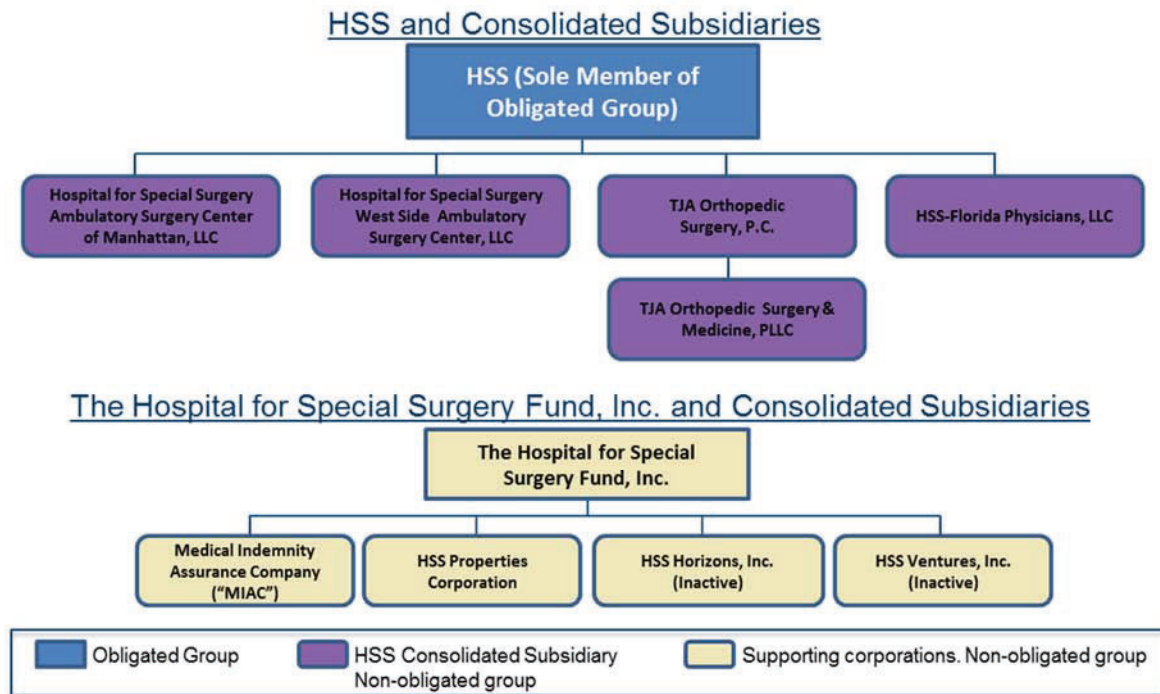 HSS and Consolidated Subsidiaries
HSS (Sole Member of
Obligated Group)
Hospital for Special Surgery
Ambulatory Surgery Center
of Manhattan, LLC
Hospital for Special Surgery
West Side Ambulatory
Surgery Center, LLC
TJA Orthopedic
Surgery, P.C.
HSS-Florida Physicians, LLC
TJA Orthopedic Surgery &
Medicine, PLLC
The Hospital for Special Surgery Fund, Inc. and Consolidated Subsidiaries
The Hospital for Special
Surgery Fund, Inc.
Medical Indemnity
Assurance Company
(“MIAC”)
HSS Properties
Corporation
HSS Horizons, Inc.
(Inactive)
HSS Ventures, Inc.
(Inactive)
Obligated Group
HSS Consolidated Subsidiary
Non-obligated group
Supporting corporations. Non-obligated group